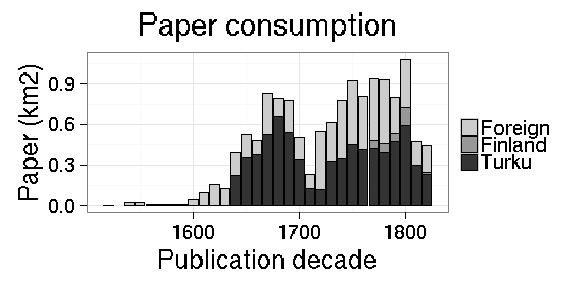 Paper consumption
Paper (km2)
0.9
0.6
0.3
0.0
1600 1700 1800
Publication decade
Foreign
Finland
Turku